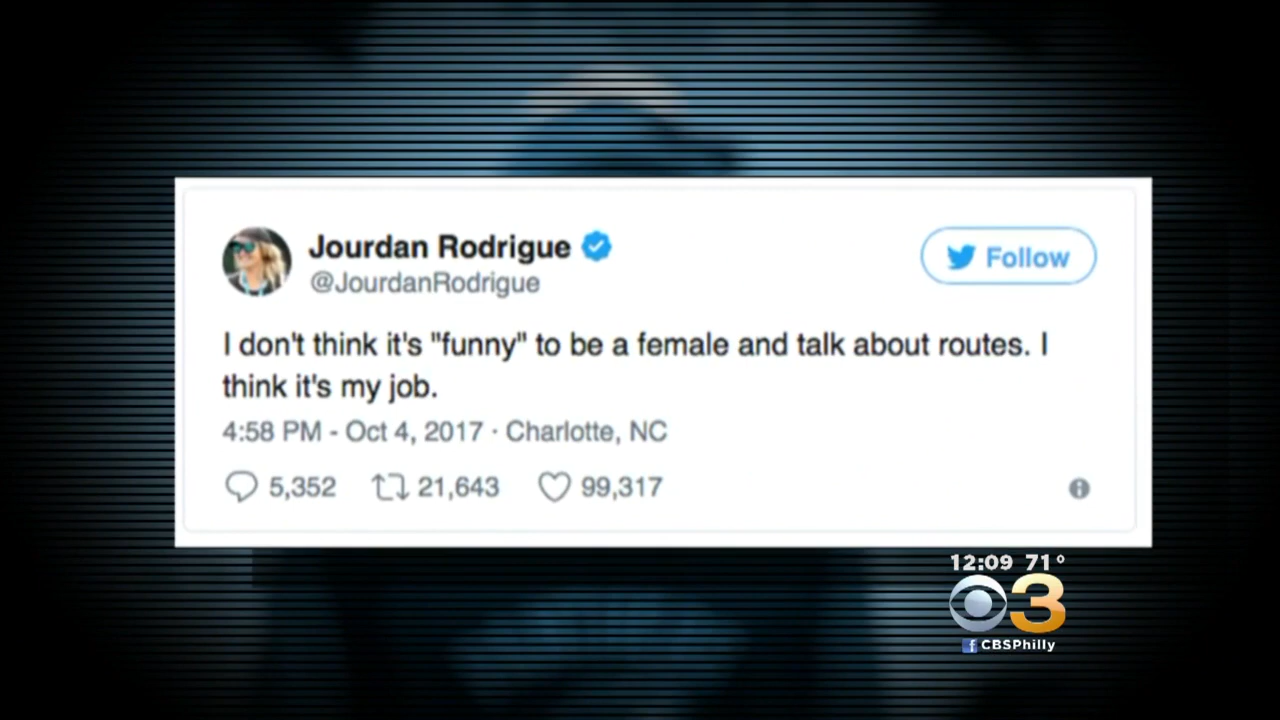 Jourdan Rodrigue
@JourdanRodrigue
Follow
I don't think it's "funny" to be a female and talk about routes. I
think it's my job.
4:58 PM - Oct 4, 2017 · Charlotte, NC
5,352 21,643 99,317
12:09 71°
3
f CBSPhilly